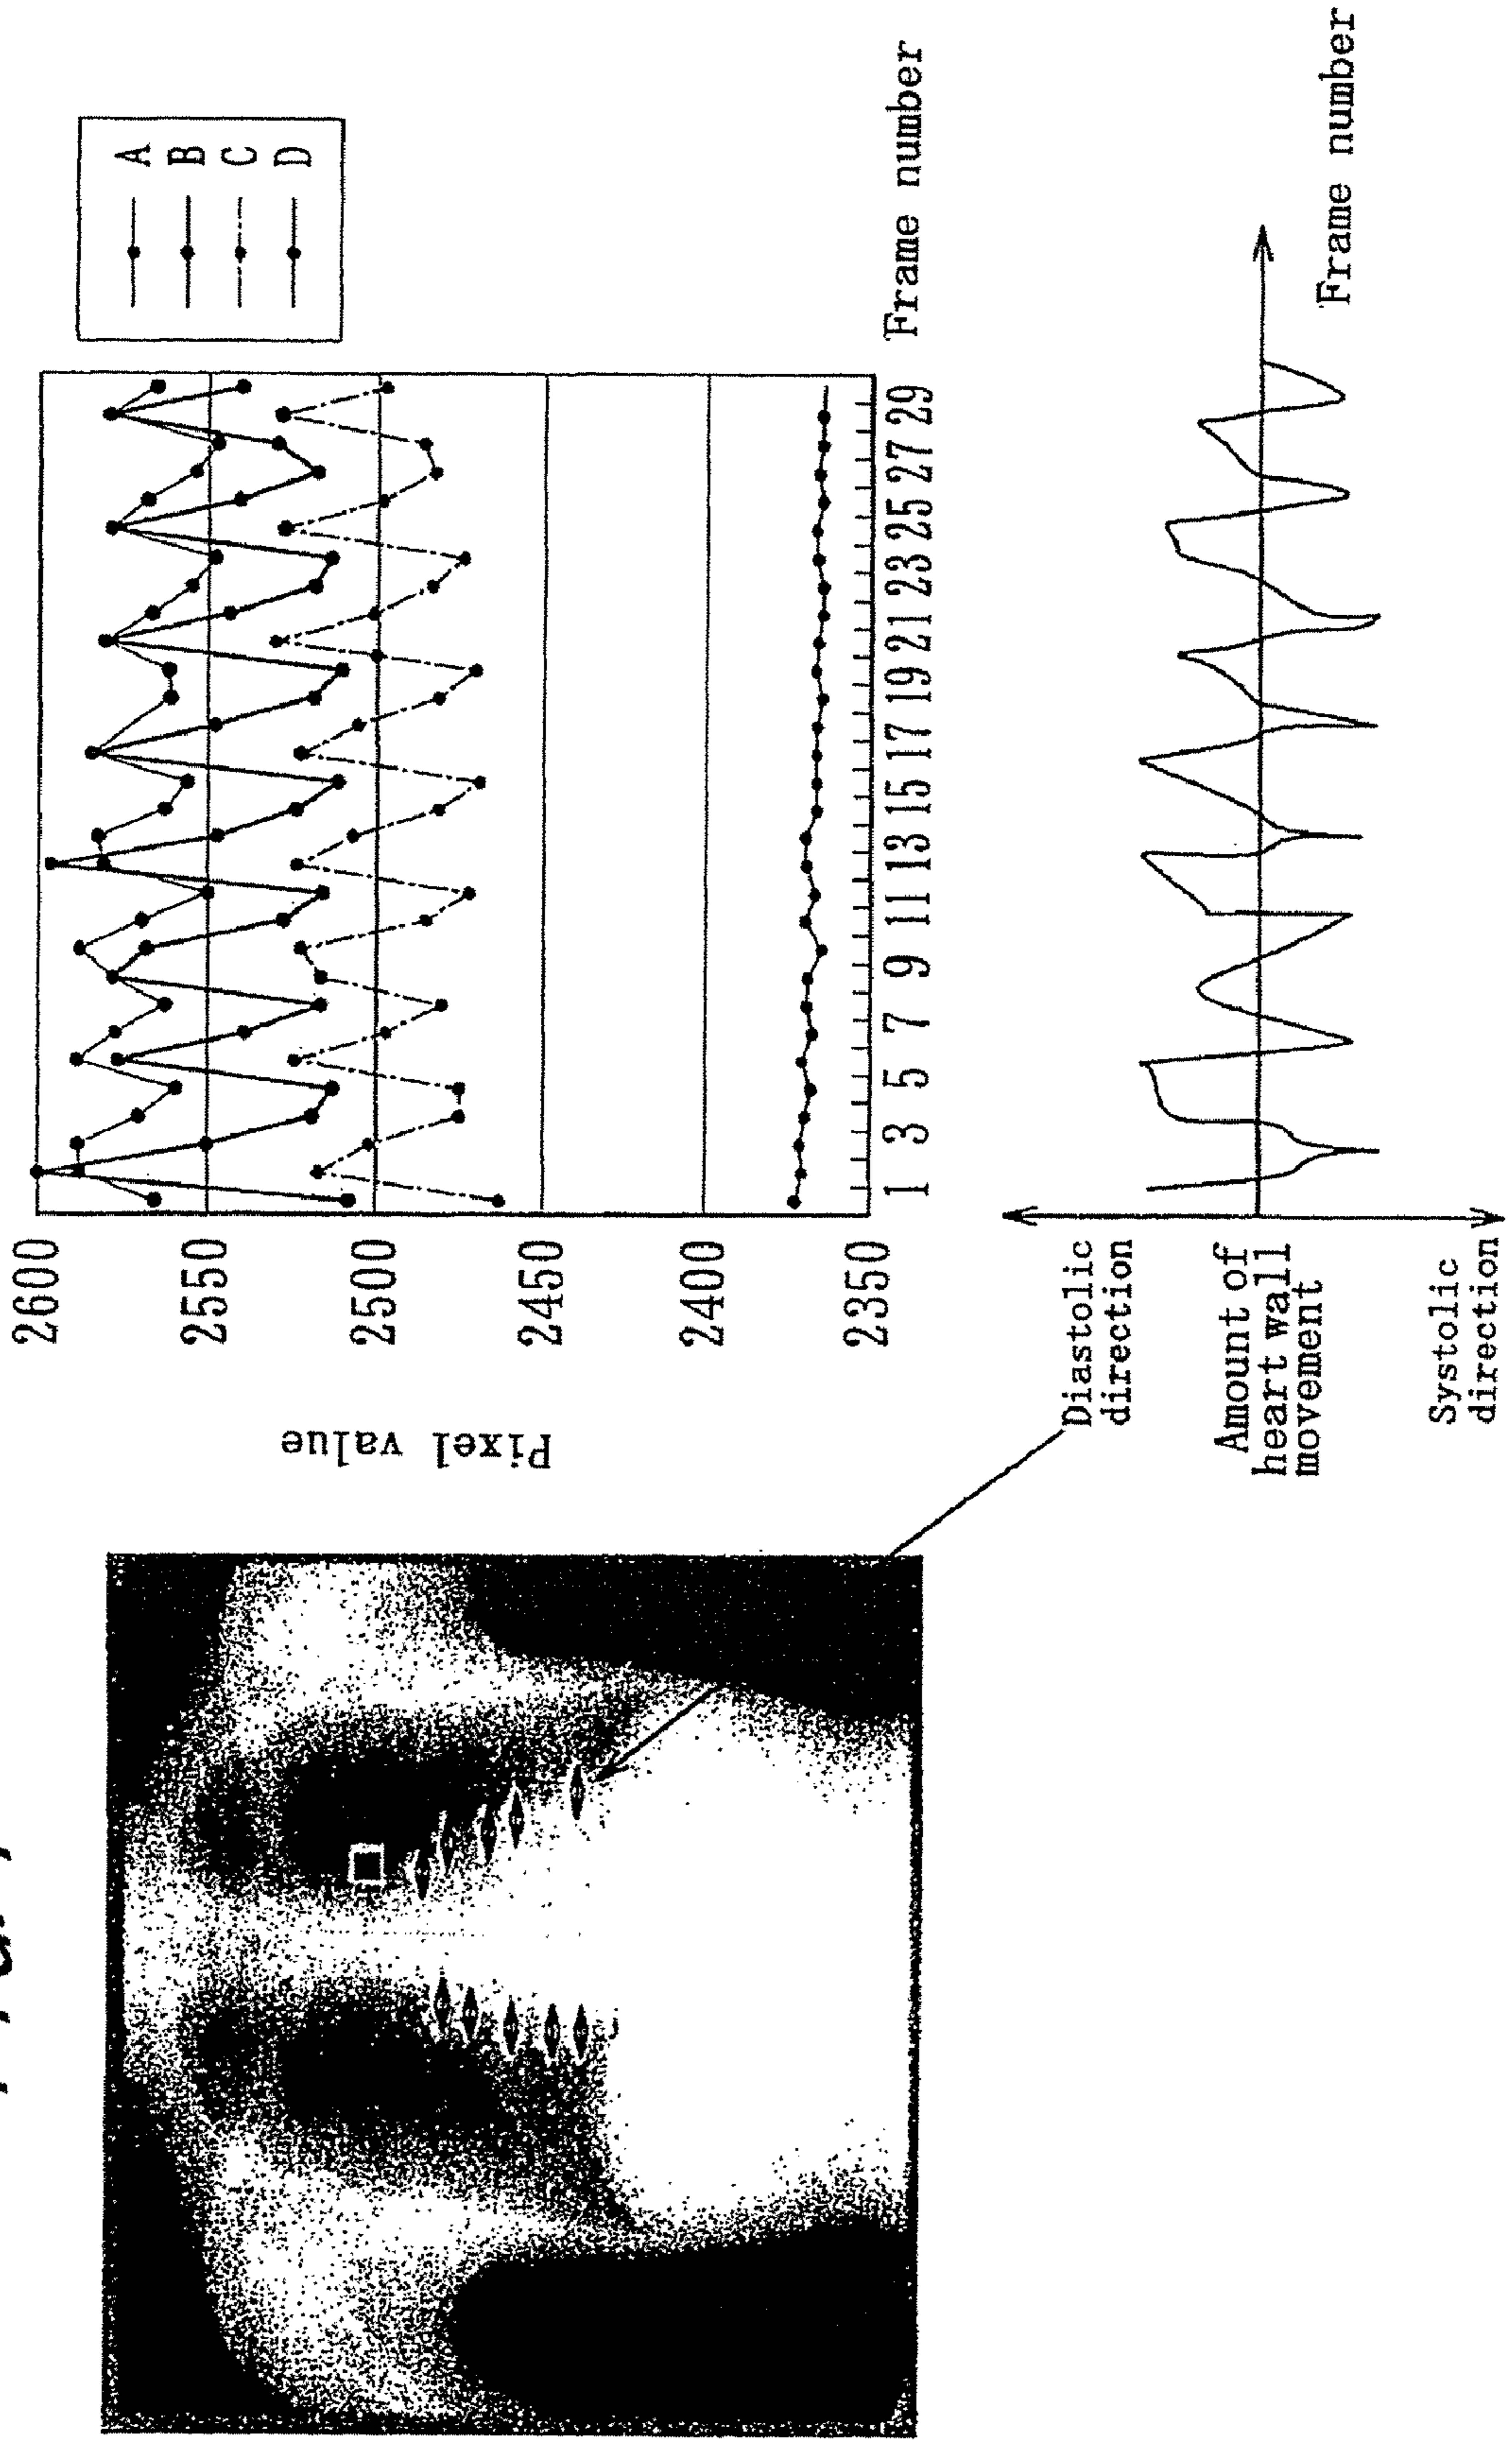 A
B
C
D
2600
2550
2500
2450
2400
2350
Pixel value
1 3 5 7 9 11 13 15 17 19 21 23 25 27 29
Frame number
Diastolic
direction
Amount of
heart wall
movement
Systolic
direction
Frame number